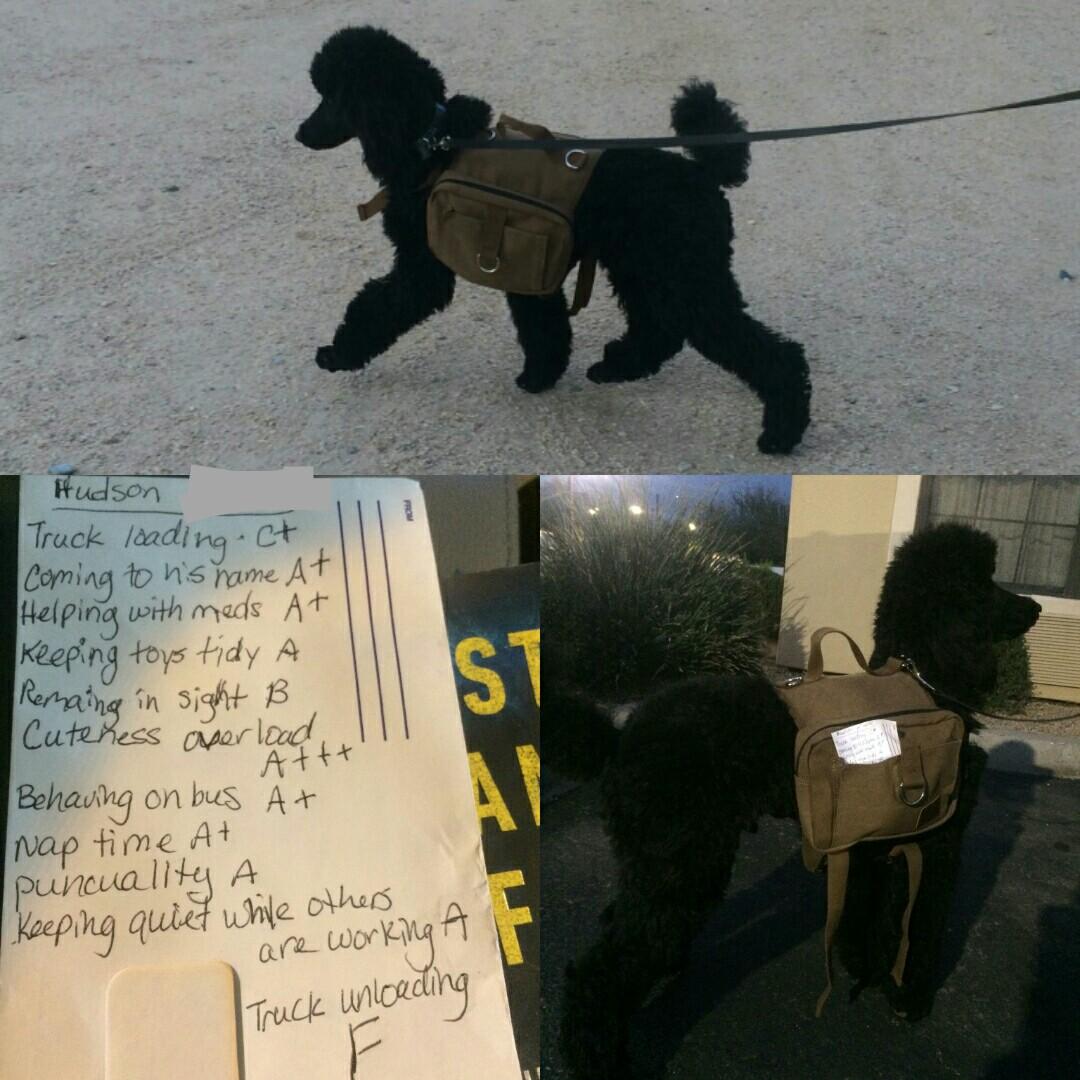 Hudson
Truck loading. C+
Coming to his name A+
Helping with meds A+
Keeping toys tidy A
Remaing in sight B
Cuteness overload
A+++
Behaving on bus A+
Nap time A+
puncuality A
Keeping quiet while others
are working A
Truck unloading
F
FROM
ST
AN
F